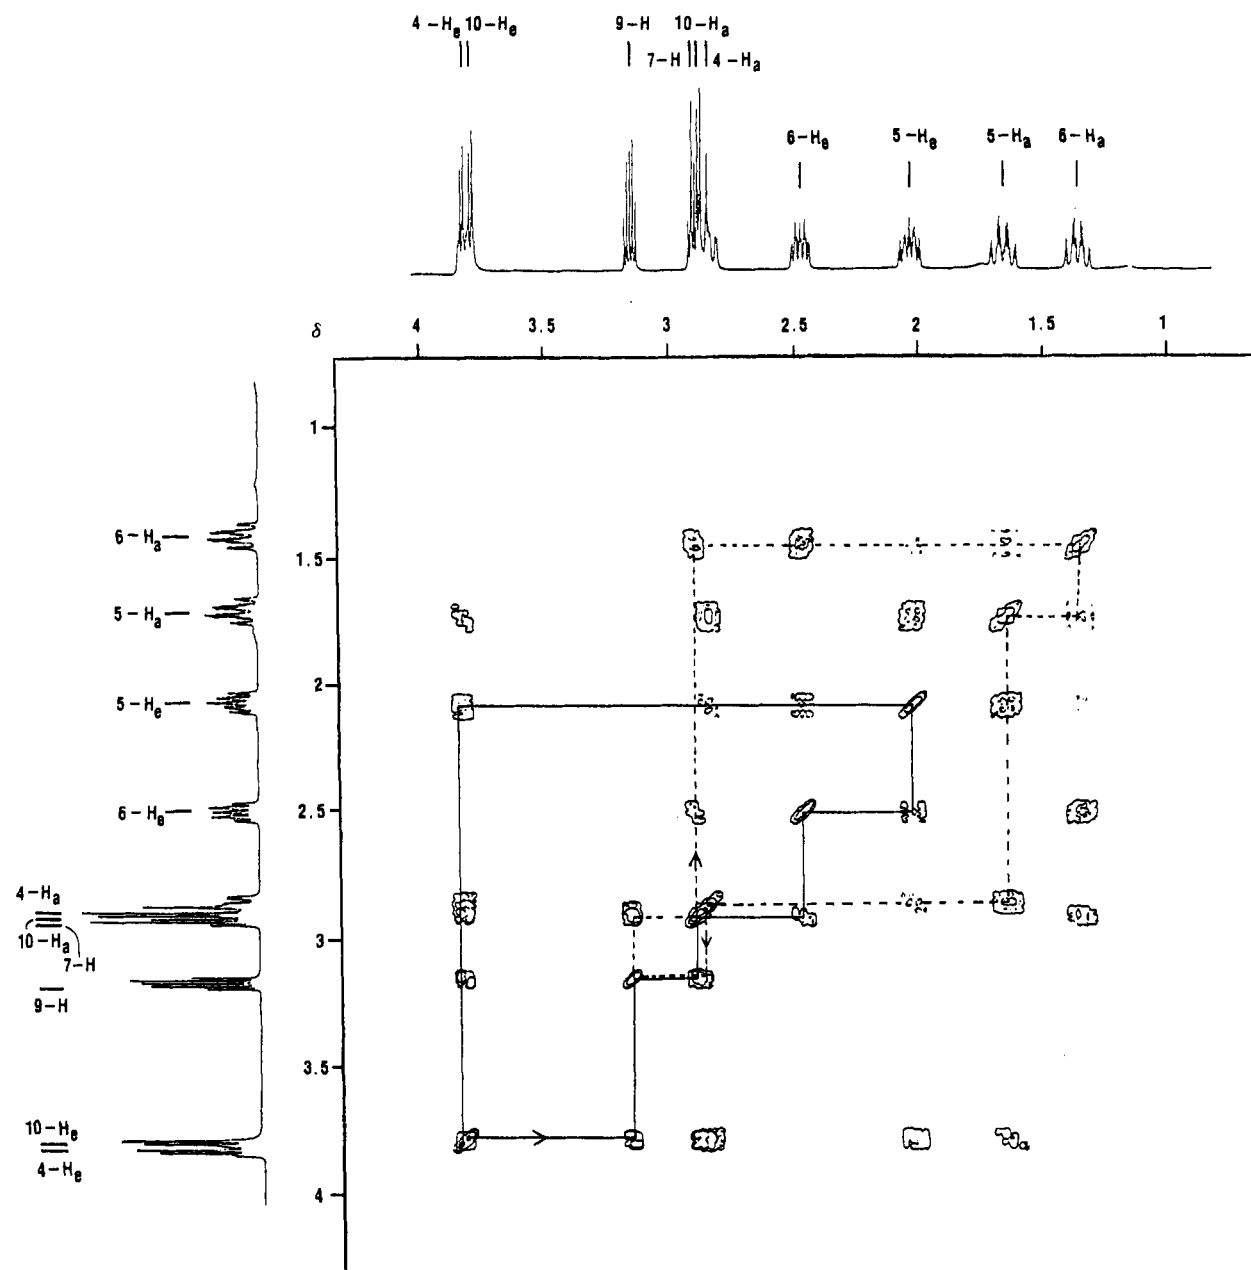 4-Hₑ 10-Hₑ 9-H 10-Hₐ
7-H 4-Hₐ
6-Hₑ 5-Hₑ 5-Hₐ 6-Hₐ
δ 4 3.5 3 2.5 2 1.5 1
1
6-Hₐ
1.5
5-Hₐ
2
5-Hₑ
2.5
6-Hₑ
4-Hₐ
10-Hₐ
3
7-H
9-H
3.5
10-Hₑ
4-Hₑ
4